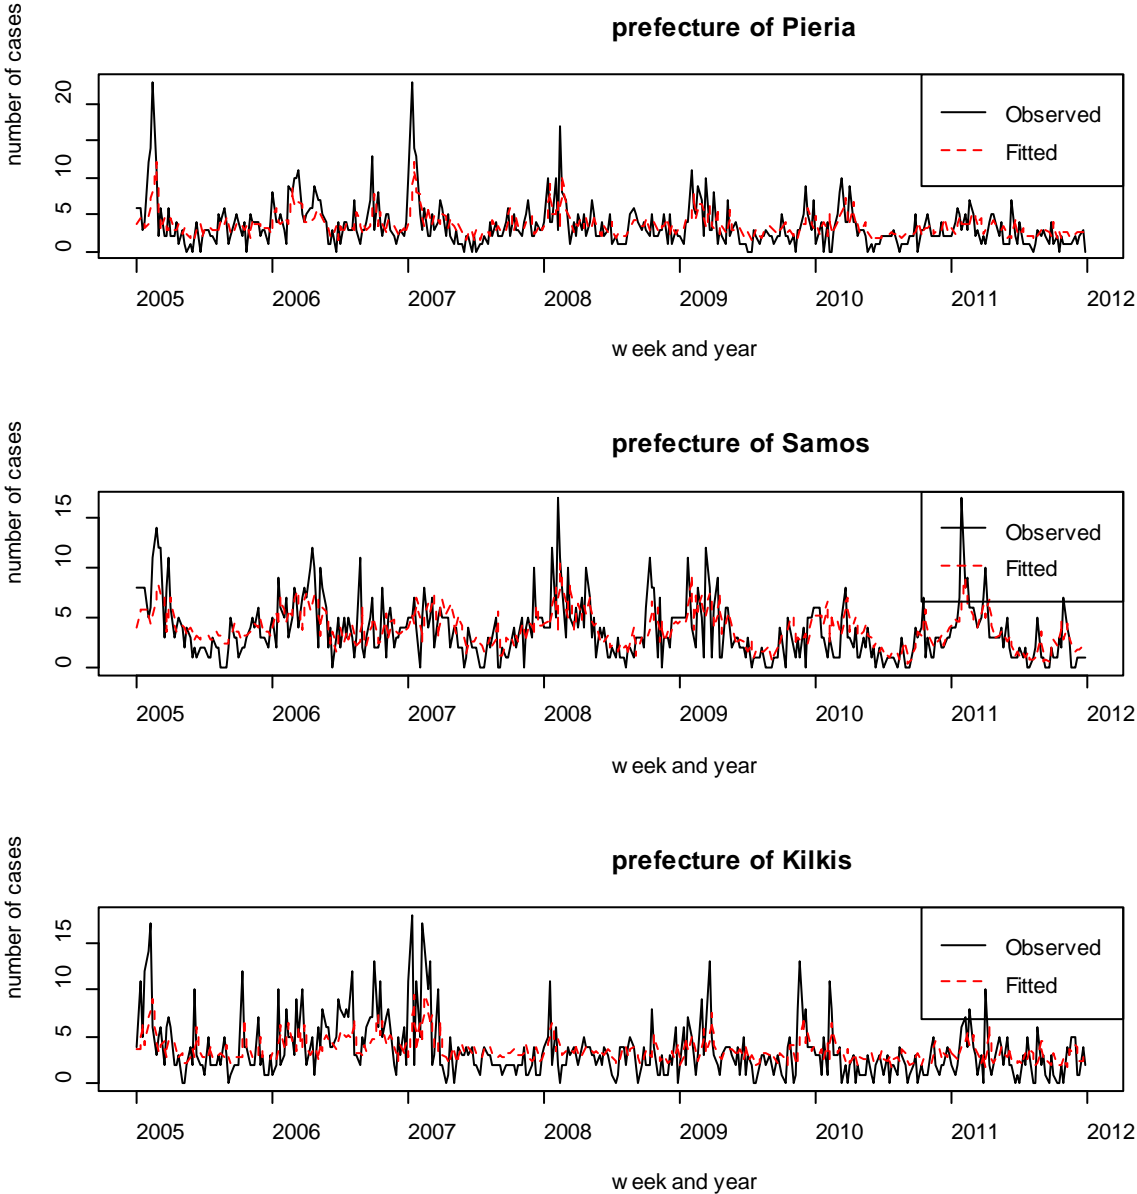 prefecture of Pieria
number of cases
20
10
5
0
Observed
Fitted
2005 2006 2007 2008 2009 2010 2011 2012
week and year
prefecture of Samos
number of cases
15
10
5
0
Observed
Fitted
2005 2006 2007 2008 2009 2010 2011 2012
week and year
prefecture of Kilkis
number of cases
15
10
5
0
Observed
Fitted
2005 2006 2007 2008 2009 2010 2011 2012
week and year